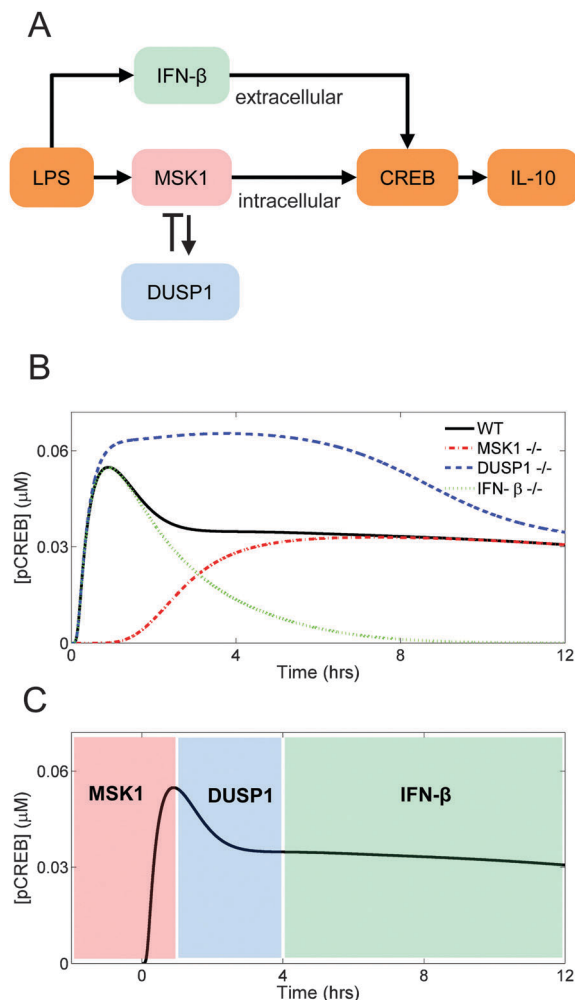 A
IFN-β
extracellular
LPS
MSK1
CREB
IL-10
intracellular
DUSP1
B
[pCREB] (μM)
0.06
0.03
0
WT
MSK1 -/-
DUSP1 -/-
IFN- β -/-
0 4 8 12
Time (hrs)
C
[pCREB] (μM)
0.06
0.03
0
MSK1 DUSP1 IFN-β
0 4 8 12
Time (hrs)